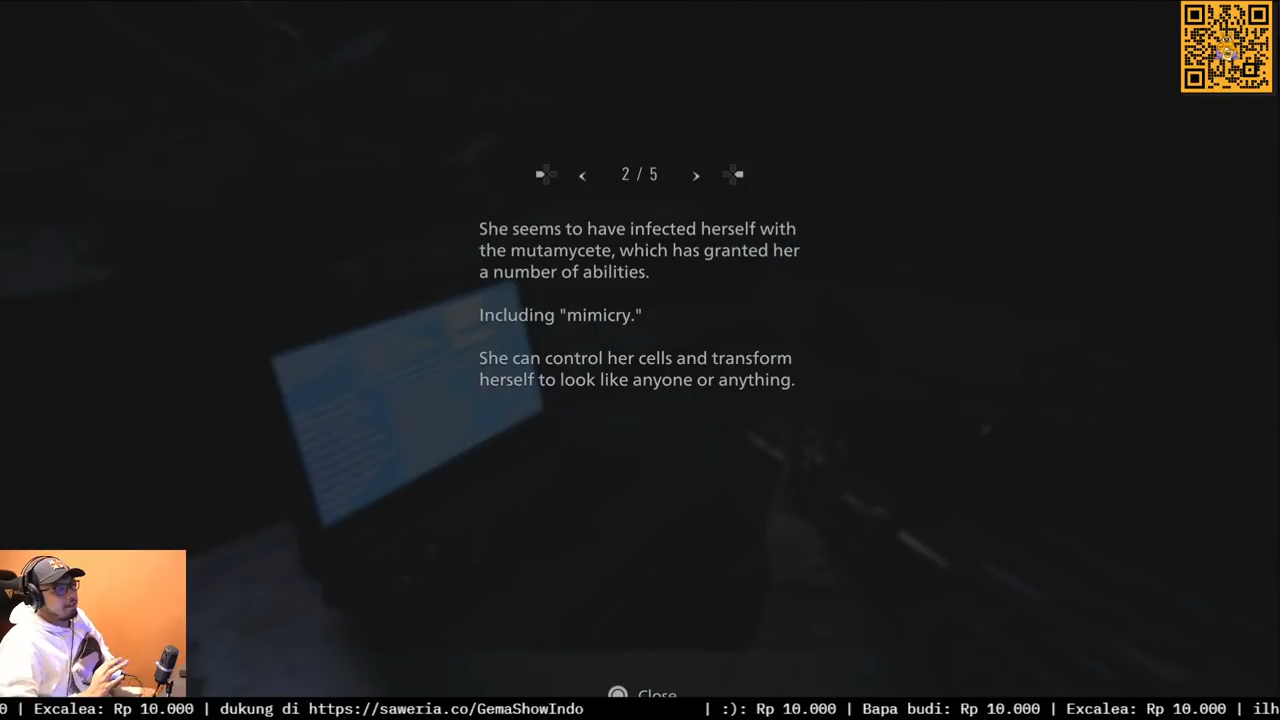 2 / 5
She seems to have infected herself with
the mutamycete, which has granted her
a number of abilities.
Including "mimicry."
She can control her cells and transform
herself to look like anyone or anything.
Close
0 | Excalea: Rp 10.000 | dukung di https://saweria.co/GemaShowIndo | :): Rp 10.000 | Bapa budi: Rp 10.000 | Excalea: Rp 10.000 | ilh